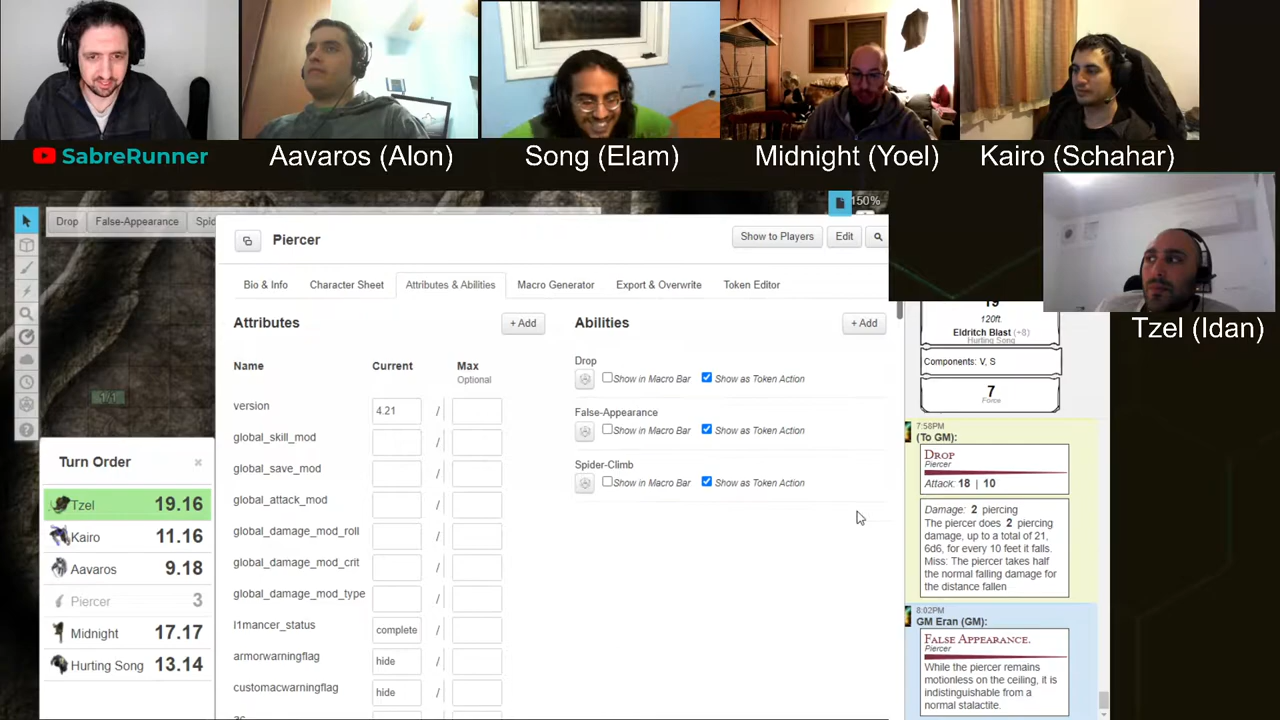 SabreRunner
Aavaros (Alon)
Song (Elam)
Midnight (Yoel)
Kairo (Schahar)
Tzel (Idan)
150%
Drop
False-Appearance
Piercer
Show to Players
Edit
Bio & Info
Character Sheet
Attributes & Abilities
Macro Generator
Export & Overwrite
Token Editor
Attributes
+ Add
Name
Current
Max
Optional
version
4.21
/
global_skill_mod
/
global_save_mod
/
global_attack_mod
/
global_damage_mod_roll
/
global_damage_mod_crit
/
global_damage_mod_type
/
l1mancer_status
complete
/
armorwarningflag
hide
/
customacwarningflag
hide
/
Abilities
+ Add
Drop
Show in Macro Bar
Show as Token Action
False-Appearance
Show in Macro Bar
Show as Token Action
Spider-Climb
Show in Macro Bar
Show as Token Action
1/1
Turn Order
×
Tzel 19.16
Kairo 11.16
Aavaros 9.18
Piercer 3
Midnight 17.17
Hurting Song 13.14
19
120ft.
Eldritch Blast (+8)
Hurting Song
Components: V, S
7
Force
7:58PM
(To GM):
DROP
Piercer
Attack: 18 | 10
Damage: 2 piercing
The piercer does 2 piercing
damage, up to a total of 21,
6d6, for every 10 feet it falls.
Miss: The piercer takes half
the normal falling damage for
the distance fallen
8:02PM
GM Eran (GM):
FALSE APPEARANCE.
Piercer
While the piercer remains
motionless on the ceiling, it is
indistinguishable from a
normal stalactite.